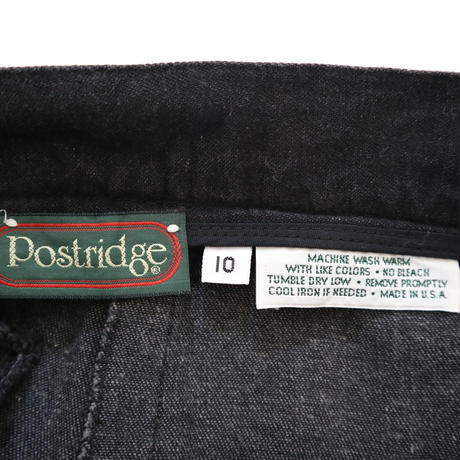 Postridge®
10
MACHINE WASH WARM
WITH LIKE COLORS • NO BLEACH
TUMBLE DRY LOW • REMOVE PROMPTLY
COOL IRON IF NEEDED • MADE IN U.S.A.